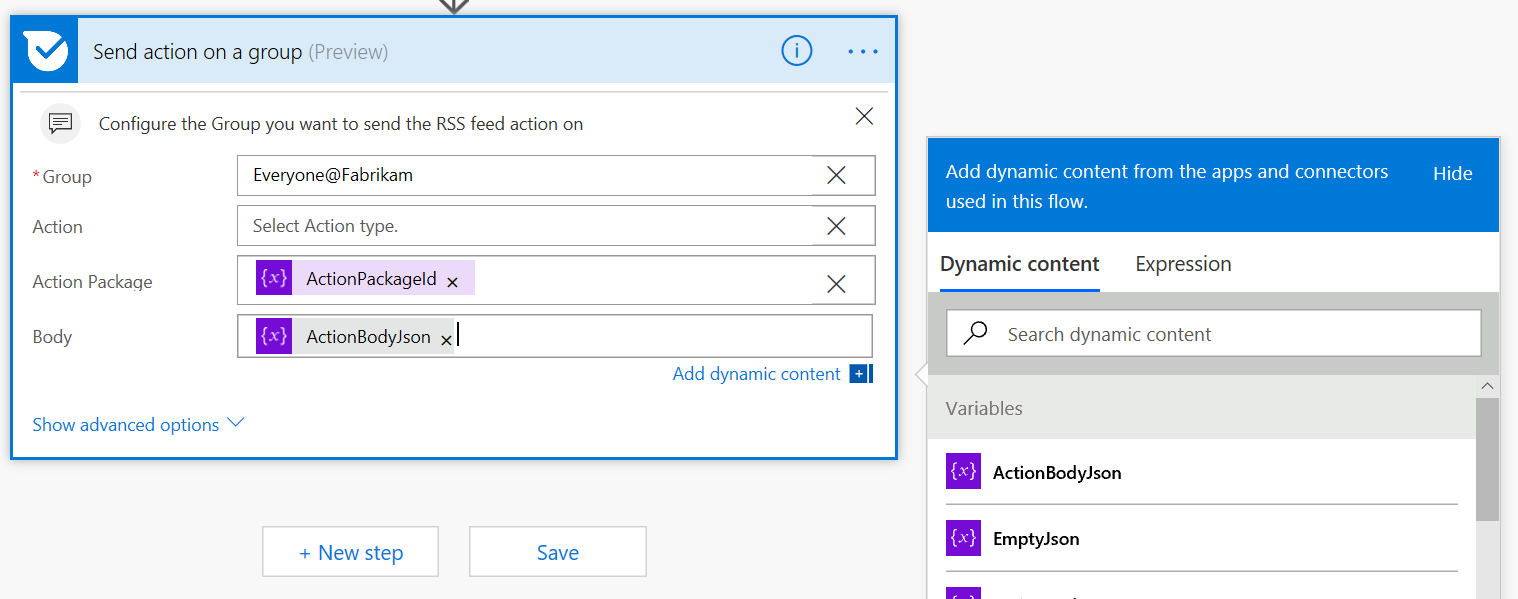 Send action on a group (Preview)
Configure the Group you want to send the RSS feed action on
* Group
Everyone@Fabrikam
Action
Select Action type.
Action Package
{x} ActionPackageId ×
Body
{x} ActionBodyJson ×
Add dynamic content +
Show advanced options
+ New step
Save
Add dynamic content from the apps and connectors
used in this flow.
Hide
Dynamic content
Expression
Search dynamic content
Variables
{x} ActionBodyJson
{x} EmptyJson